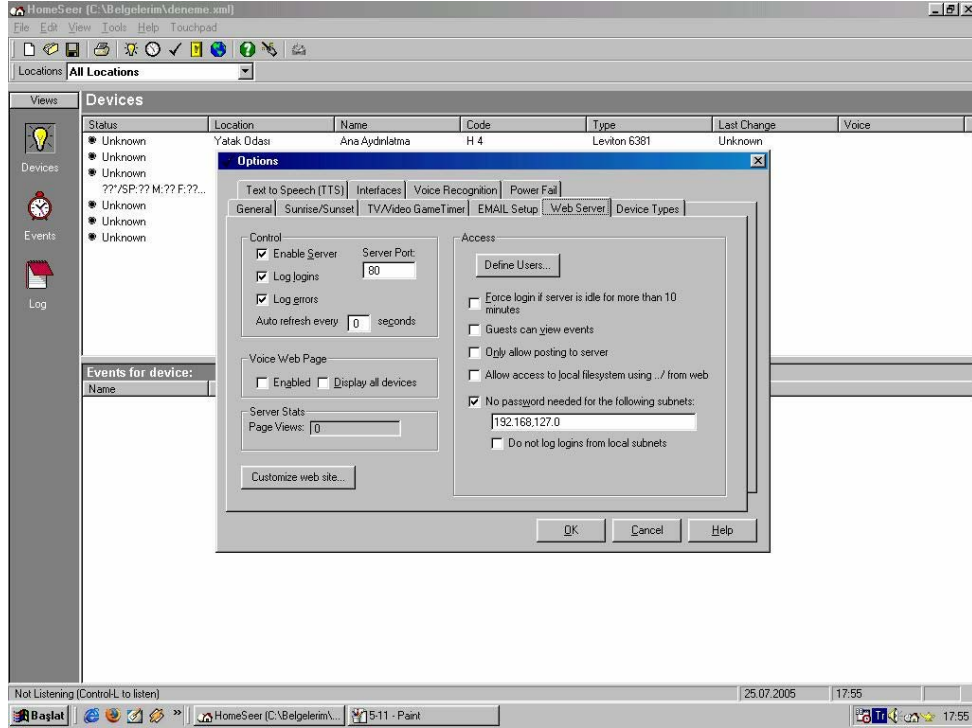 HomeSeer (C:\Belgelerim\deneme.xml)
File Edit View Tools Help Touchpad
Locations All Locations
Views Devices
Status Location Name Code Type Last Change Voice
Unknown Yatak Odası Ana Aydınlatma H 4 Leviton 6381 Unknown
Unknown
Unknown
??°/SP:?? M:?? F:??...
Unknown
Unknown
Unknown
Devices
Events
Log
Options
Text to Speech (TTS) Interfaces Voice Recognition Power Fail
General Sunrise/Sunset TV/Video GameTimer EMAIL Setup Web Server Device Types
Control
Enable Server Server Port:
80
Log logins
Log errors
Auto refresh every 0 seconds
Voice Web Page
Enabled Display all devices
Server Stats
Page Views: 0
Customize web site...
Access
Define Users...
Force login if server is idle for more than 10
minutes
Guests can view events
Only allow posting to server
Allow access to local filesystem using ../ from web
No password needed for the following subnets:
192.168,127.0
Do not log logins from local subnets
OK Cancel Help
Events for device:
Name
Not Listening (Control-L to listen) 25.07.2005 17:55
Başlat HomeSeer (C:\Belgelerim\... 5-11 - Paint Tr 17:55